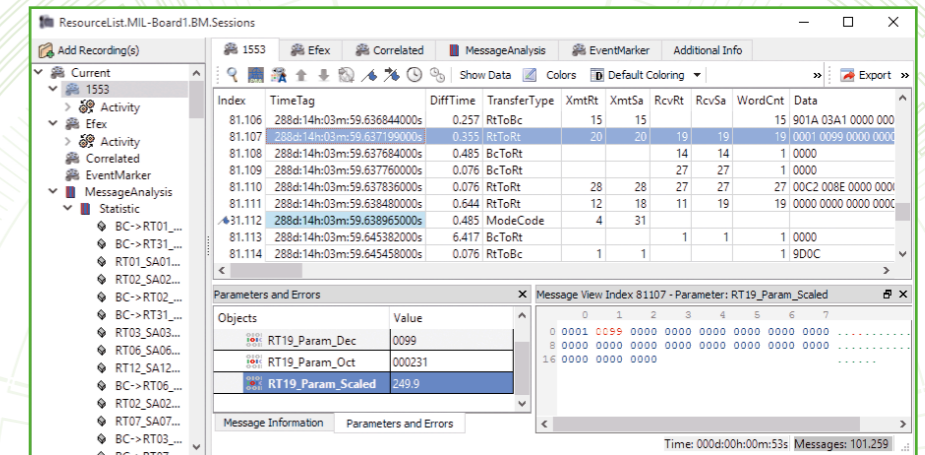 ResourceList.MIL-Board1.BM.Sessions
Add Recording(s)
Current
1553
Activity
Efex
Activity
Correlated
EventMarker
MessageAnalysis
Statistic
BC->RT01_...
BC->RT31_...
RT01_SA01...
RT02_SA02...
BC->RT02_...
BC->RT31_...
RT03_SA03...
RT06_SA06...
RT12_SA12...
BC->RT06_...
RT02_SA02...
RT07_SA07...
BC->RT03_...
1553 Efex Correlated MessageAnalysis EventMarker Additional Info
Show Data Colors Default Coloring » Export »
Index TimeTag DiffTime TransferType XmtRt XmtSa RcvRt RcvSa WordCnt Data
81.106 288d:14h:03m:59.636844000s 0.257 RtToBc 15 15 15 901A 03A1 0000 000
81.107 288d:14h:03m:59.637199000s 0.355 RtToRt 20 20 19 19 19 0001 0099 0000 0000
81.108 288d:14h:03m:59.637684000s 0.485 BcToRt 14 14 1 0000
81.109 288d:14h:03m:59.637760000s 0.076 BcToRt 27 27 1 0000
81.110 288d:14h:03m:59.637836000s 0.076 RtToRt 28 28 27 27 27 00C2 008E 0000 000
81.111 288d:14h:03m:59.638480000s 0.644 RtToRt 12 18 11 19 19 0000 0000 0000 000
31.112 288d:14h:03m:59.638965000s 0.485 ModeCode 4 31
81.113 288d:14h:03m:59.645382000s 6.417 BcToRt 1 1 1 0000
81.114 288d:14h:03m:59.645458000s 0.076 RtToBc 1 1 1 9D0C
Parameters and Errors
Objects Value
RT19_Param_Dec 0099
RT19_Param_Oct 000231
RT19_Param_Scaled 249.9
Message Information Parameters and Errors
Message View Index 81107 - Parameter: RT19_Param_Scaled
0 1 2 3 4 5 6 7
0 0001 0099 0000 0000 0000 0000 0000 0000 ...........
8 0000 0000 0000 0000 0000 0000 0000 0000 ...........
16 0000 0000 0000 ......
Time: 000d:00h:00m:53s Messages: 101.259